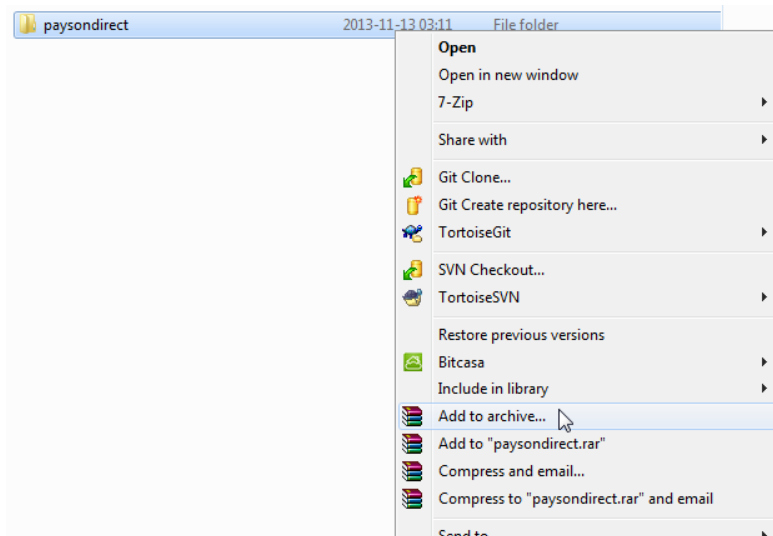 paysondirect 2013-11-13 03:11 File folder
Open
Open in new window
7-Zip
Share with
Git Clone...
Git Create repository here...
TortoiseGit
SVN Checkout...
TortoiseSVN
Restore previous versions
Bitcasa
Include in library
Add to archive...
Add to "paysondirect.rar"
Compress and email...
Compress to "paysondirect.rar" and email
Send to